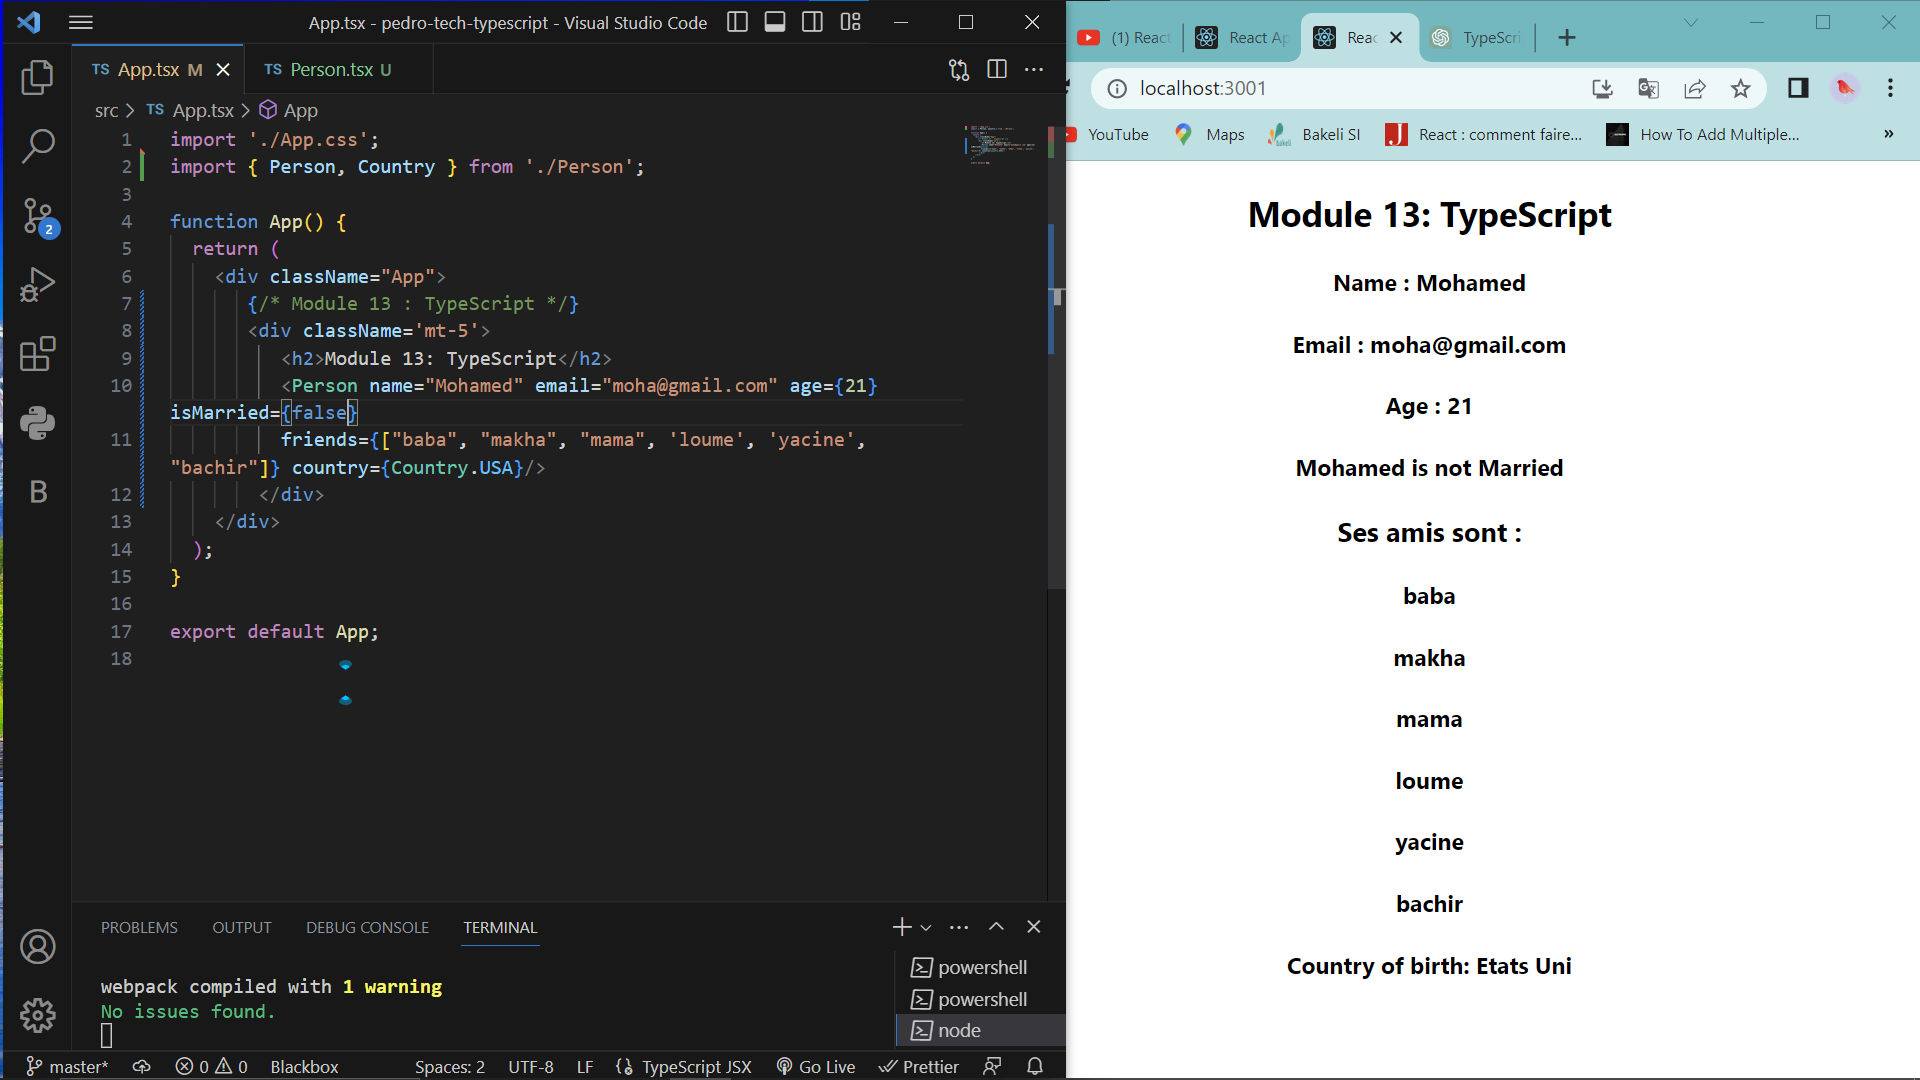 App.tsx - pedro-tech-typescript - Visual Studio Code
TS App.tsx M
TS Person.tsx U
src > TS App.tsx > App
1 import './App.css';
2 import { Person, Country } from './Person';
3
4 function App() {
5 return (
6 <div className="App">
7 {/* Module 13 : TypeScript */}
8 <div className='mt-5'>
9 <h2>Module 13: TypeScript</h2>
10 <Person name="Mohamed" email="moha@gmail.com" age={21}
isMarried={false}
11 friends={["baba", "makha", "mama", 'loume', 'yacine',
"bachir"]} country={Country.USA}/>
12 </div>
13 </div>
14 );
15 }
16
17 export default App;
18
2
B
PROBLEMS OUTPUT DEBUG CONSOLE TERMINAL
webpack compiled with 1 warning
No issues found.
powershell
powershell
node
master* 0 0 Blackbox Spaces: 2 UTF-8 LF TypeScript JSX Go Live Prettier
(1) React
React Ap
Reac
TypeScri
localhost:3001
YouTube Maps Bakeli SI React : comment faire... How To Add Multiple... »
Module 13: TypeScript
Name : Mohamed
Email : moha@gmail.com
Age : 21
Mohamed is not Married
Ses amis sont :
baba
makha
mama
loume
yacine
bachir
Country of birth: Etats Uni